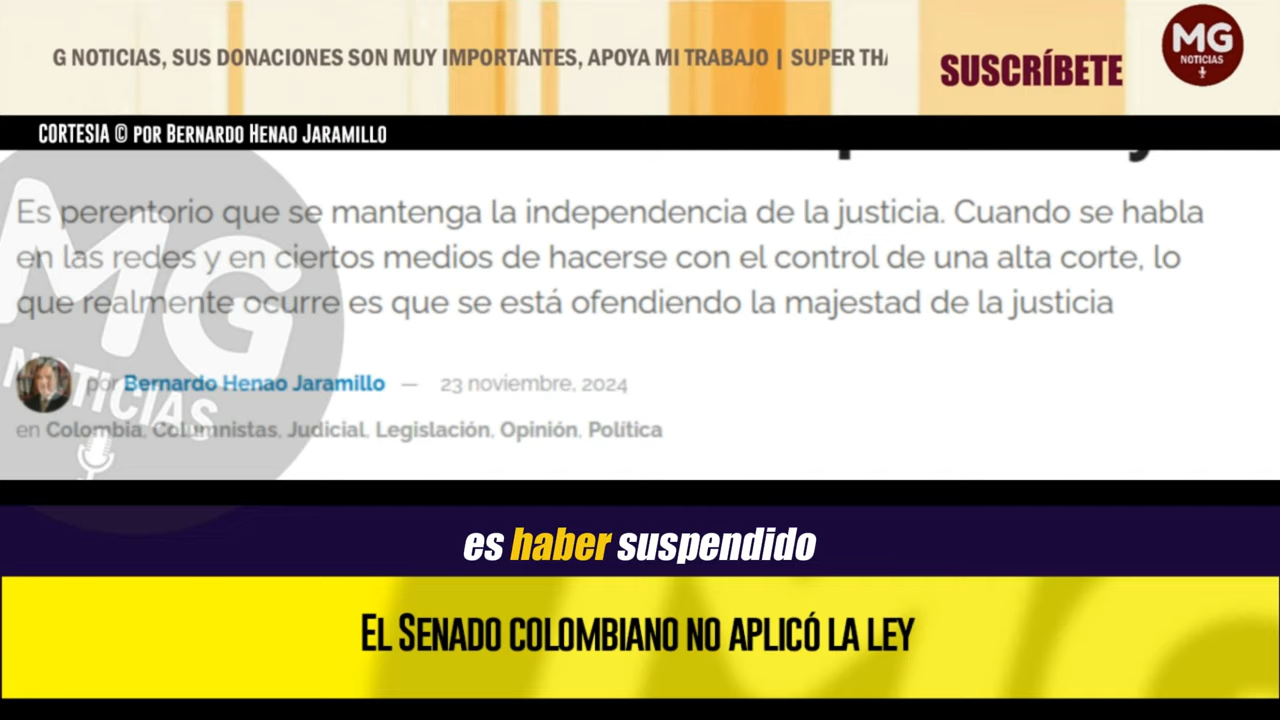 G NOTICIAS, SUS DONACIONES SON MUY IMPORTANTES, APOYA MI TRABAJO | SUPER
SUSCRÍBETE
MG
NOTICIAS
CORTESIA © POR BERNARDO HENAO JARAMILLO
Es perentorio que se mantenga la independencia de la justicia. Cuando se habla
en las redes y en ciertos medios de hacerse con el control de una alta corte, lo
que realmente ocurre es que se está ofendiendo la majestad de la justicia
MG
NOTICIAS
por Bernardo Henao Jaramillo — 23 noviembre, 2024
en Colombia, Columnistas, Judicial, Legislación, Opinión, Política
es haber suspendido
EL SENADO COLOMBIANO NO APLICÓ LA LEY